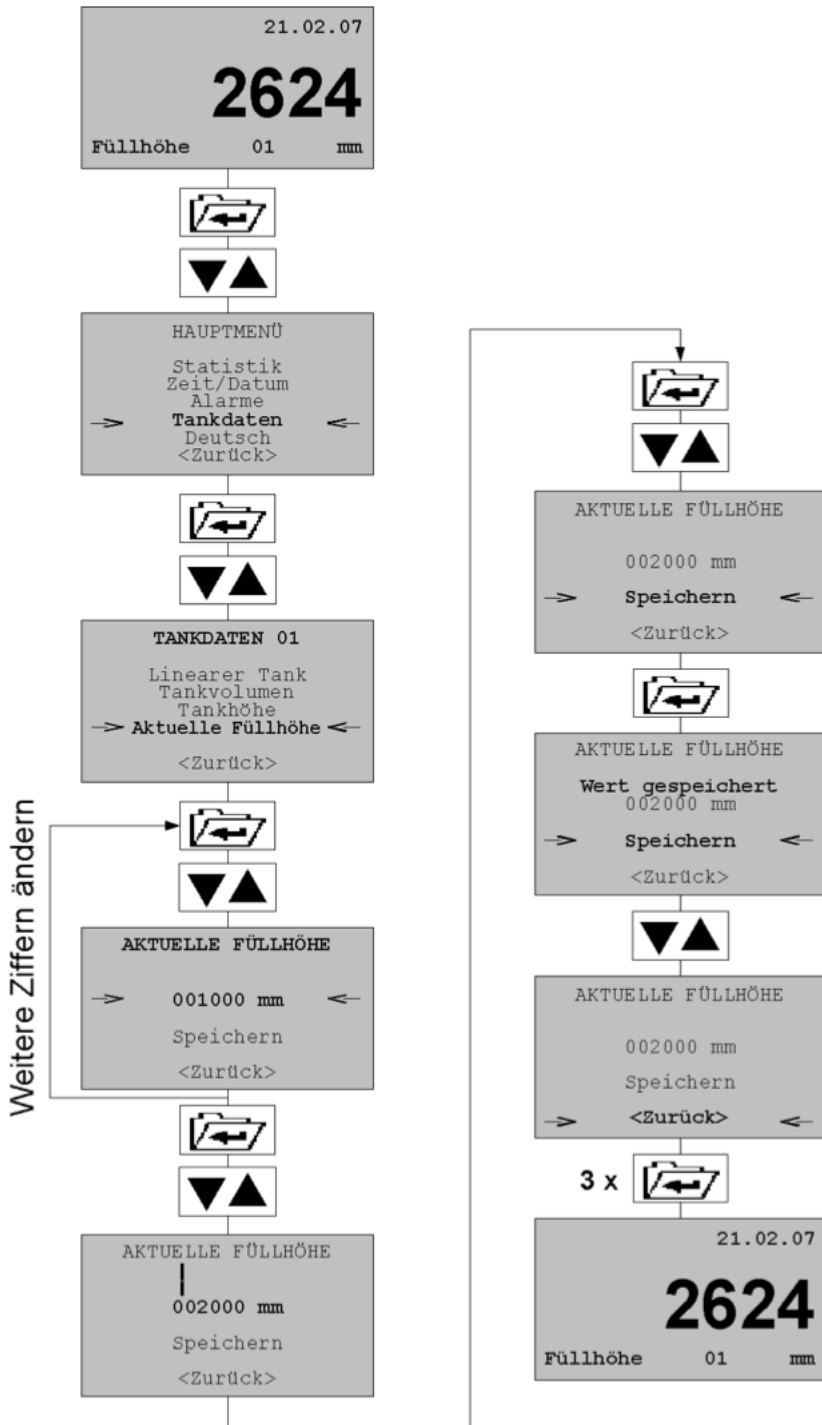 21.02.07
2624
Füllhöhe 01 mm
HAUPTMENÜ
Statistik
Zeit/Datum
Alarme
Tankdaten
Deutsch
<Zurück>
TANKDATEN 01
Linearer Tank
Tankvolumen
Tankhöhe
Aktuelle Füllhöhe
<Zurück>
Weitere Ziffern ändern
AKTUELLE FÜLLHÖHE
001000 mm
Speichern
<Zurück>
AKTUELLE FÜLLHÖHE
002000 mm
Speichern
<Zurück>
AKTUELLE FÜLLHÖHE
002000 mm
Speichern
<Zurück>
AKTUELLE FÜLLHÖHE
Wert gespeichert
002000 mm
Speichern
<Zurück>
AKTUELLE FÜLLHÖHE
002000 mm
Speichern
<Zurück>
3 x
21.02.07
2624
Füllhöhe 01 mm